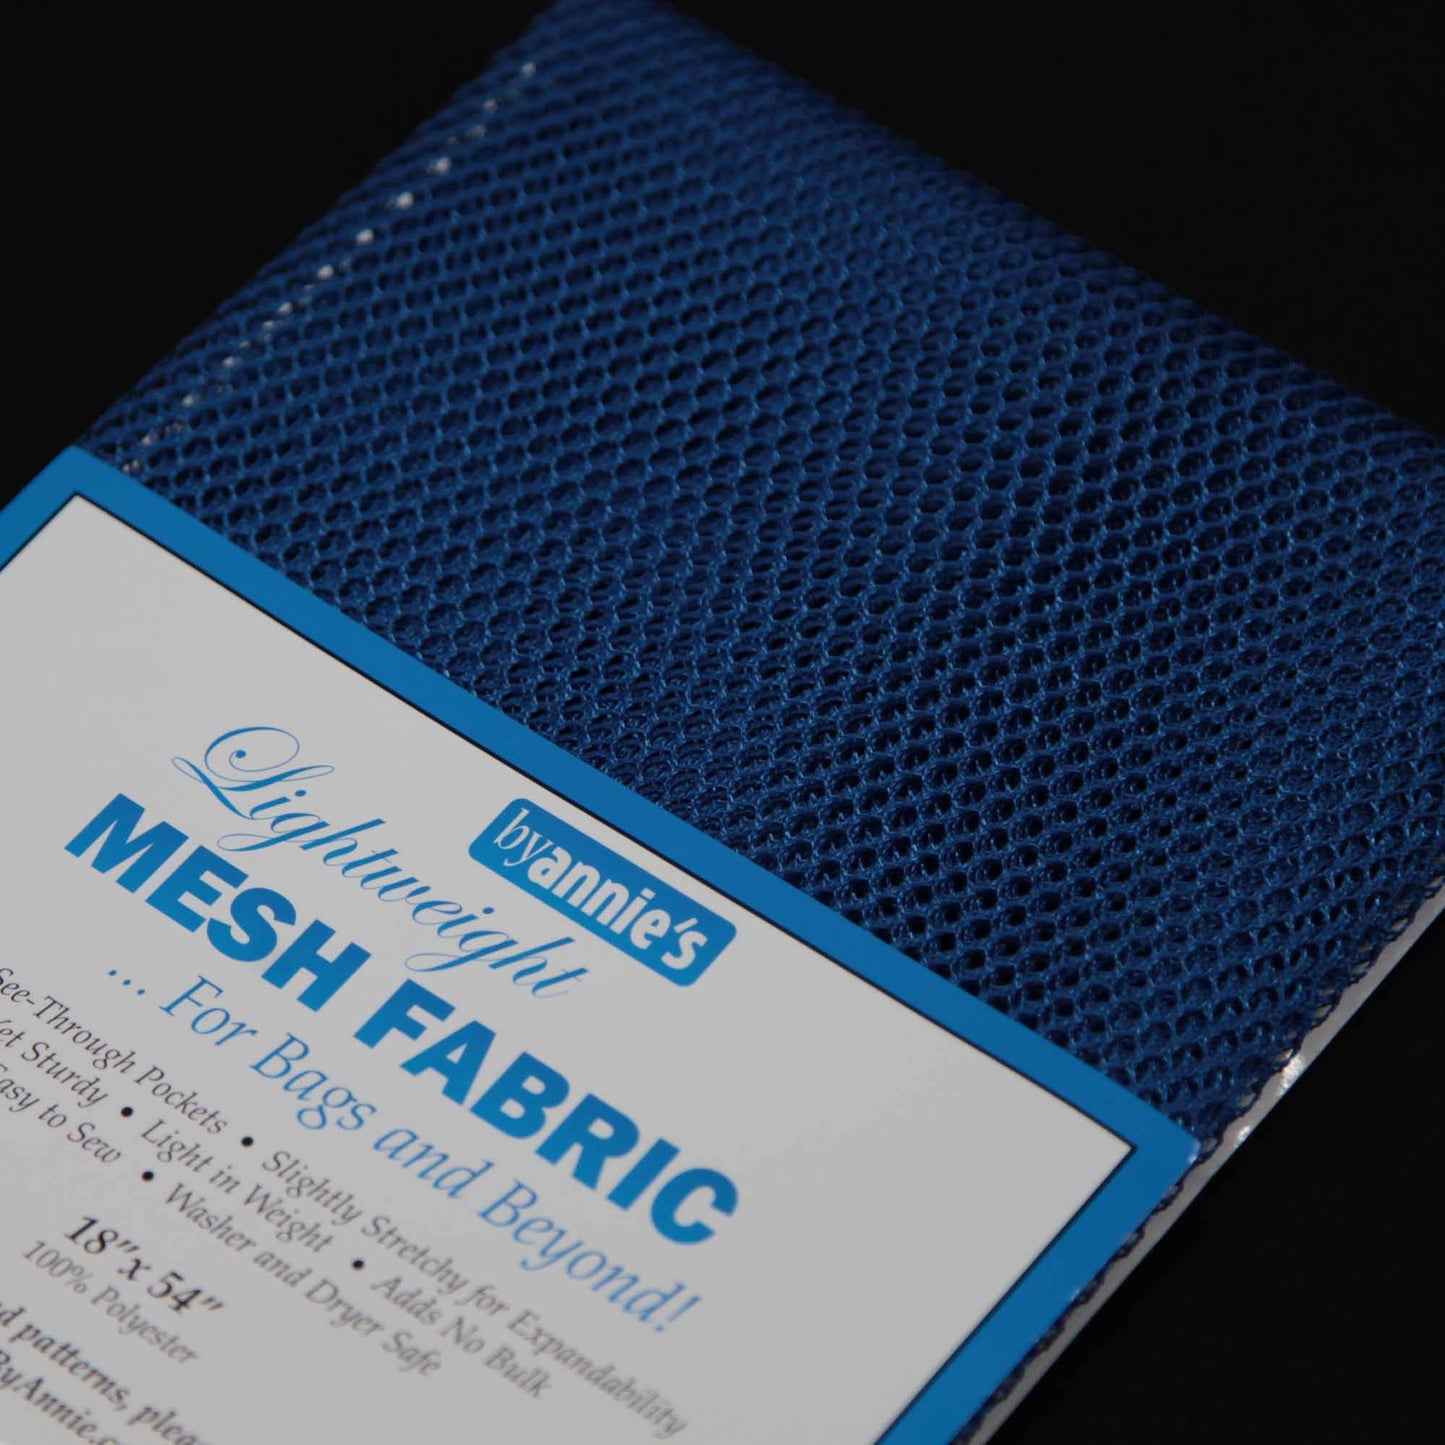 Lightweight
byannie's
MESH FABRIC
... For Bags and Beyond!
See-Through Pockets • Slightly Stretchy for Expandability
Sturdy • Light in Weight • Adds No Bulk
Easy to Sew • Washer and Dryer Safe
18" x 54"
100% Polyester
patterns,
ByAnnie.c